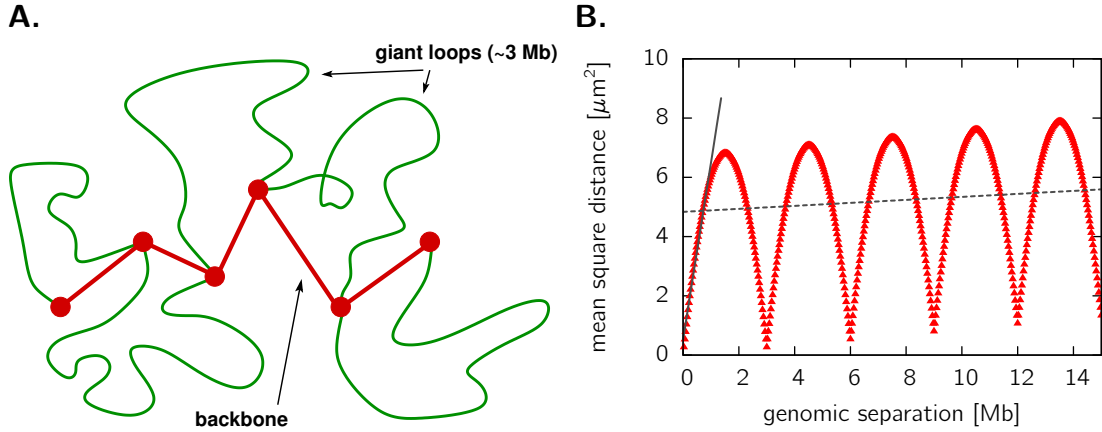 A.
giant loops (~3 Mb)
backbone
B.
mean square distance [μm²]
10
8
6
4
2
0
0 2 4 6 8 10 12 14
genomic separation [Mb]